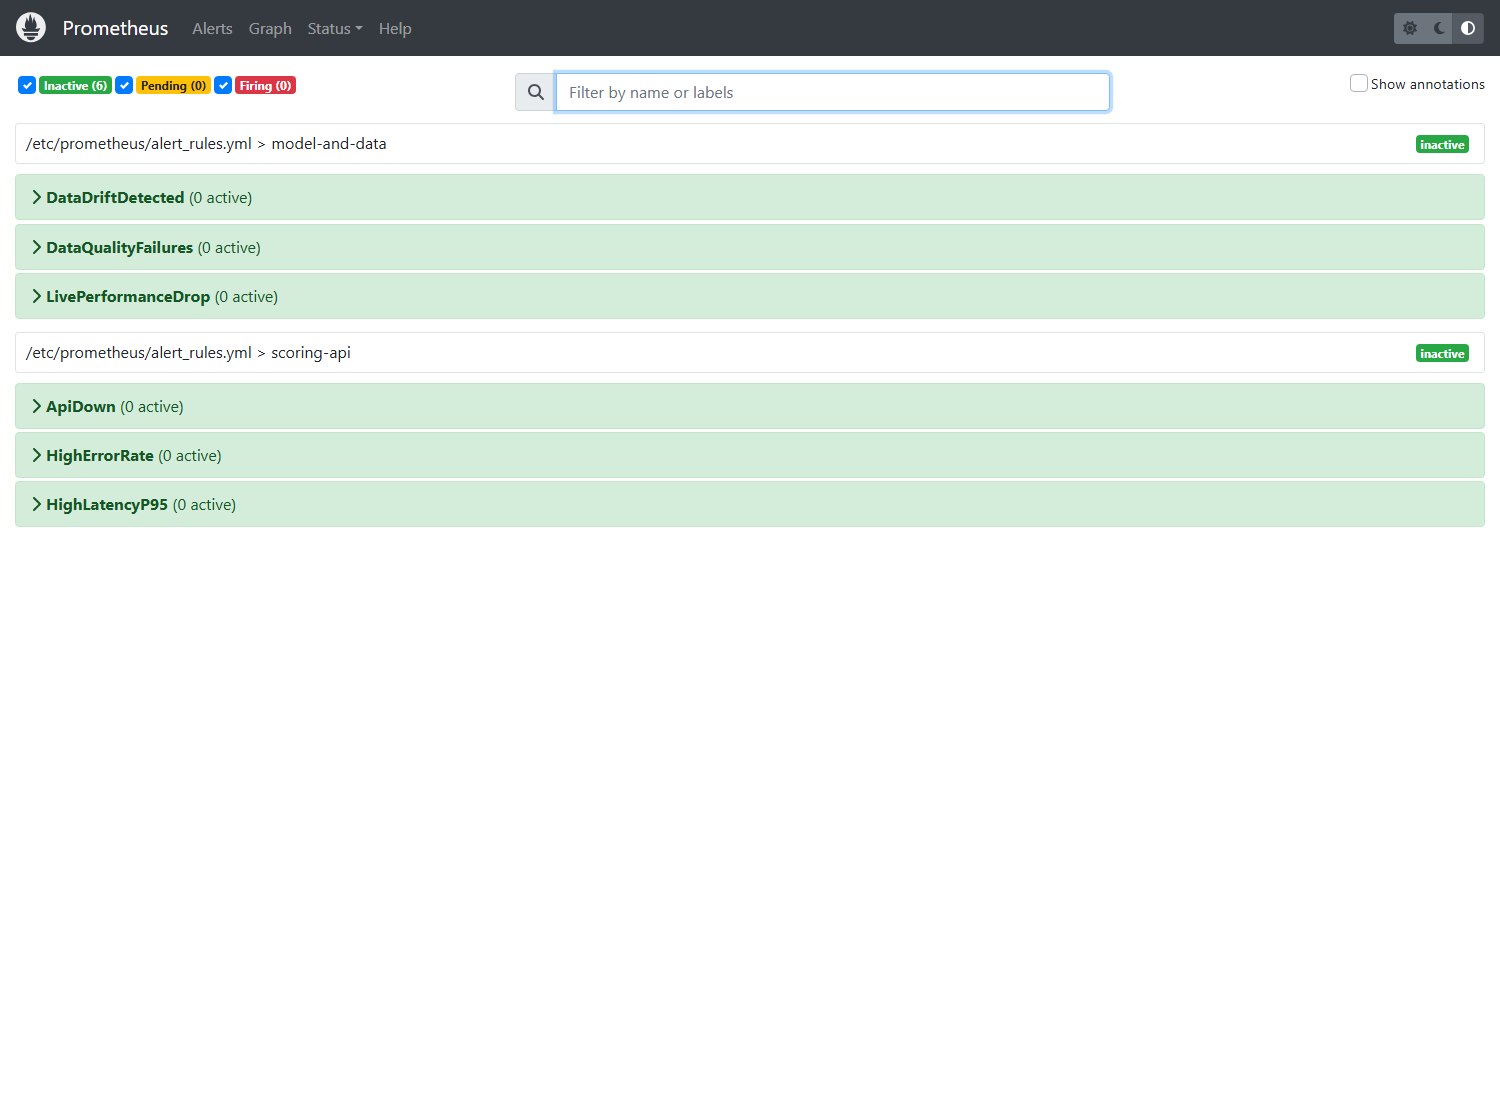 Prometheus Alerts Graph Status Help
Inactive (6) Pending (0) Firing (0) Filter by name or labels Show annotations
/etc/prometheus/alert_rules.yml > model-and-data inactive
DataDriftDetected (0 active)
DataQualityFailures (0 active)
LivePerformanceDrop (0 active)
/etc/prometheus/alert_rules.yml > scoring-api inactive
ApiDown (0 active)
HighErrorRate (0 active)
HighLatencyP95 (0 active)